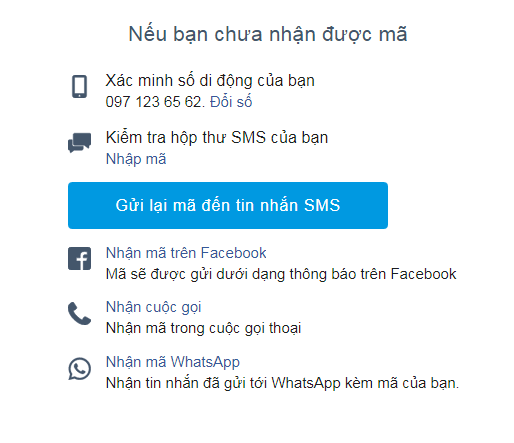 Nếu bạn chưa nhận được mã
Xác minh số di động của bạn
097 123 65 62. Đổi số
Kiểm tra hộp thư SMS của bạn
Nhập mã
Gửi lại mã đến tin nhắn SMS
Nhận mã trên Facebook
Mã sẽ được gửi dưới dạng thông báo trên Facebook
Nhận cuộc gọi
Nhận mã trong cuộc gọi thoại
Nhận mã WhatsApp
Nhận tin nhắn đã gửi tới WhatsApp kèm mã của bạn.